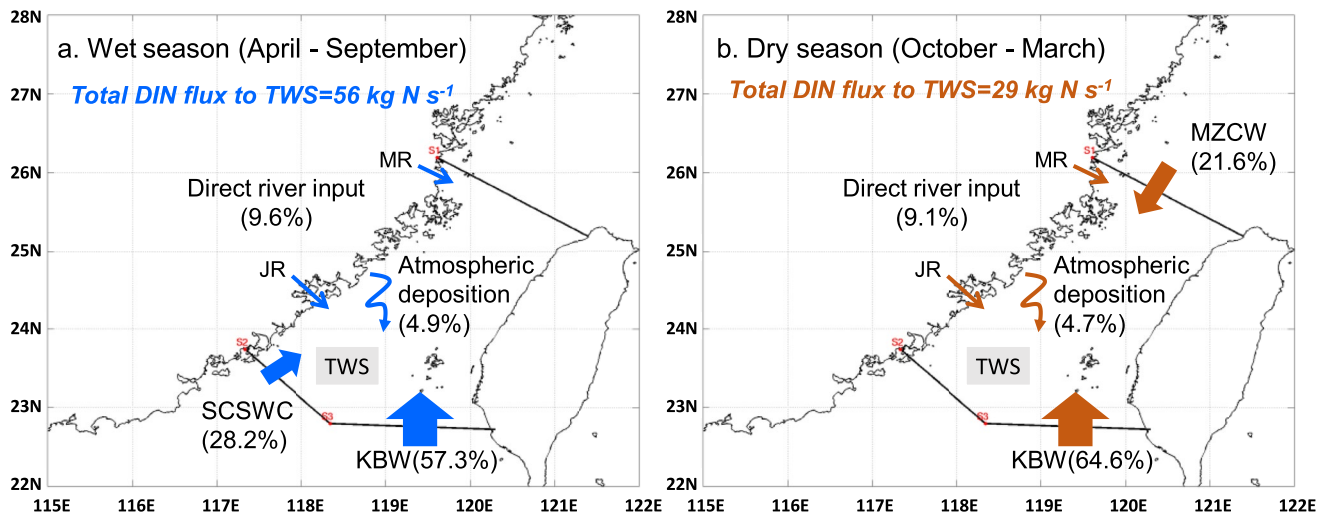 a. Wet season (April - September)
Total DIN flux to TWS=56 kg N s-1
28N
27N
26N
25N
24N
23N
22N
S1
MR
Direct river input
(9.6%)
JR
Atmospheric
deposition
(4.9%)
S2
TWS
SCSWC
(28.2%)
S3
KBW(57.3%)
115E 116E 117E 118E 119E 120E 121E 122E
b. Dry season (October - March)
Total DIN flux to TWS=29 kg N s-1
28N
27N
26N
25N
24N
23N
22N
MZCW
(21.6%)
S1
MR
Direct river input
(9.1%)
JR
Atmospheric
deposition
(4.7%)
S2
TWS
S3
KBW(64.6%)
115E 116E 117E 118E 119E 120E 121E 122E